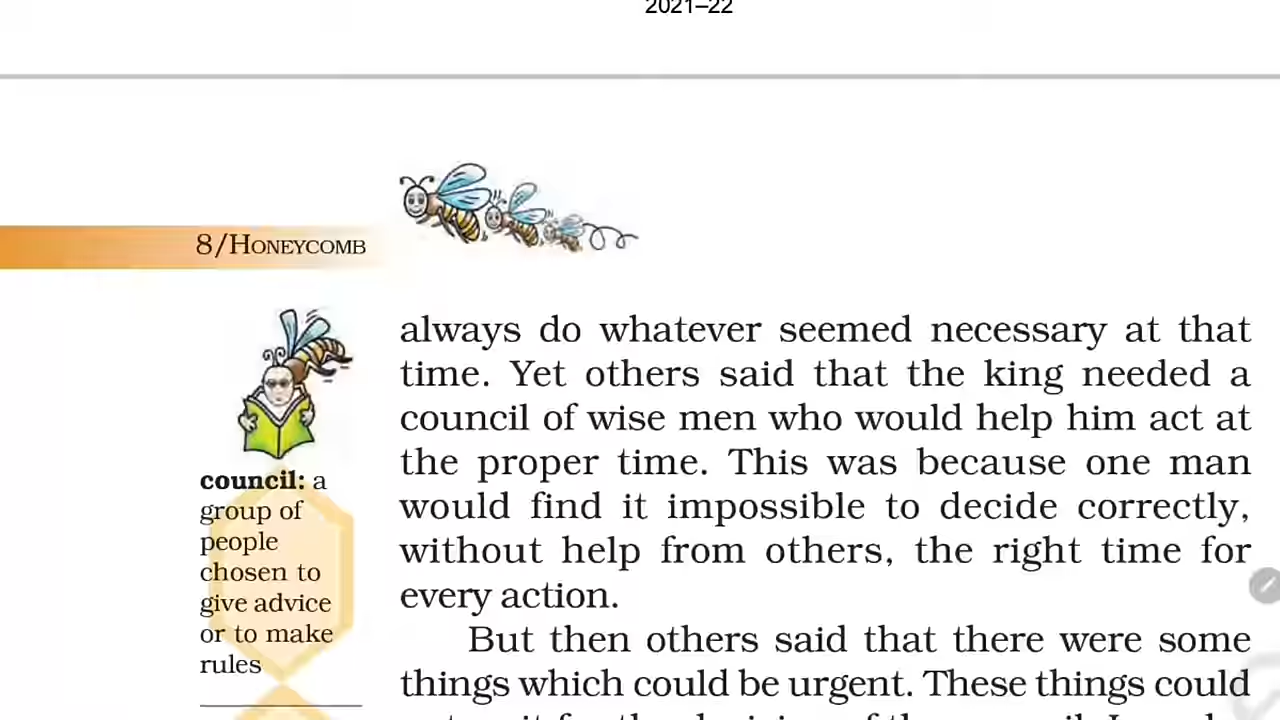 2021–22
8/HONEYCOMB
always do whatever seemed necessary at that
time. Yet others said that the king needed a
council of wise men who would help him act at
the proper time. This was because one man
would find it impossible to decide correctly,
without help from others, the right time for
every action.
But then others said that there were some
things which could be urgent. These things could
council: a
group of
people
chosen to
give advice
or to make
rules